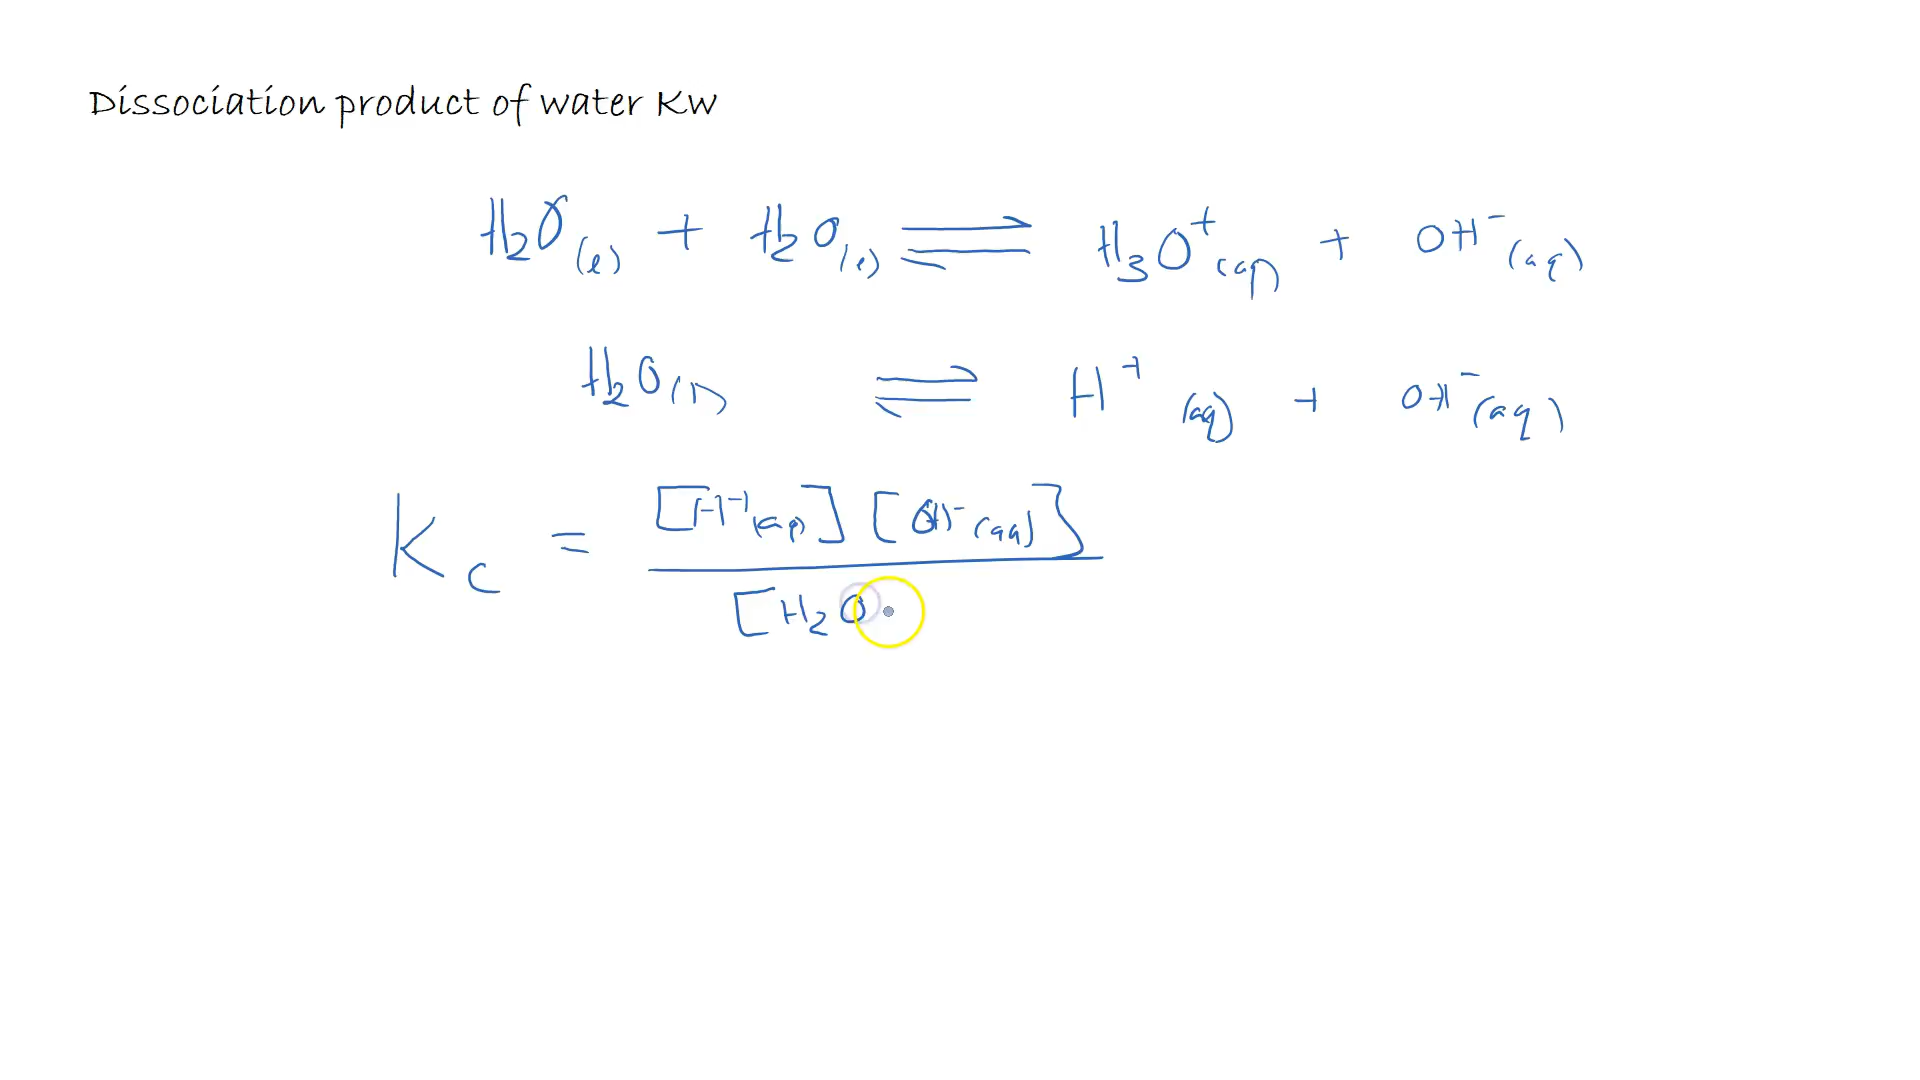 Dissociation product of water Kw
H₂O(l) + H₂O(l) ⇌ H₃O⁺(aq) + OH⁻(aq)
H₂O(l) ⇌ H⁺(aq) + OH⁻(aq)
Kc = [H⁺(aq)] [OH⁻(aq)]
[H₂O